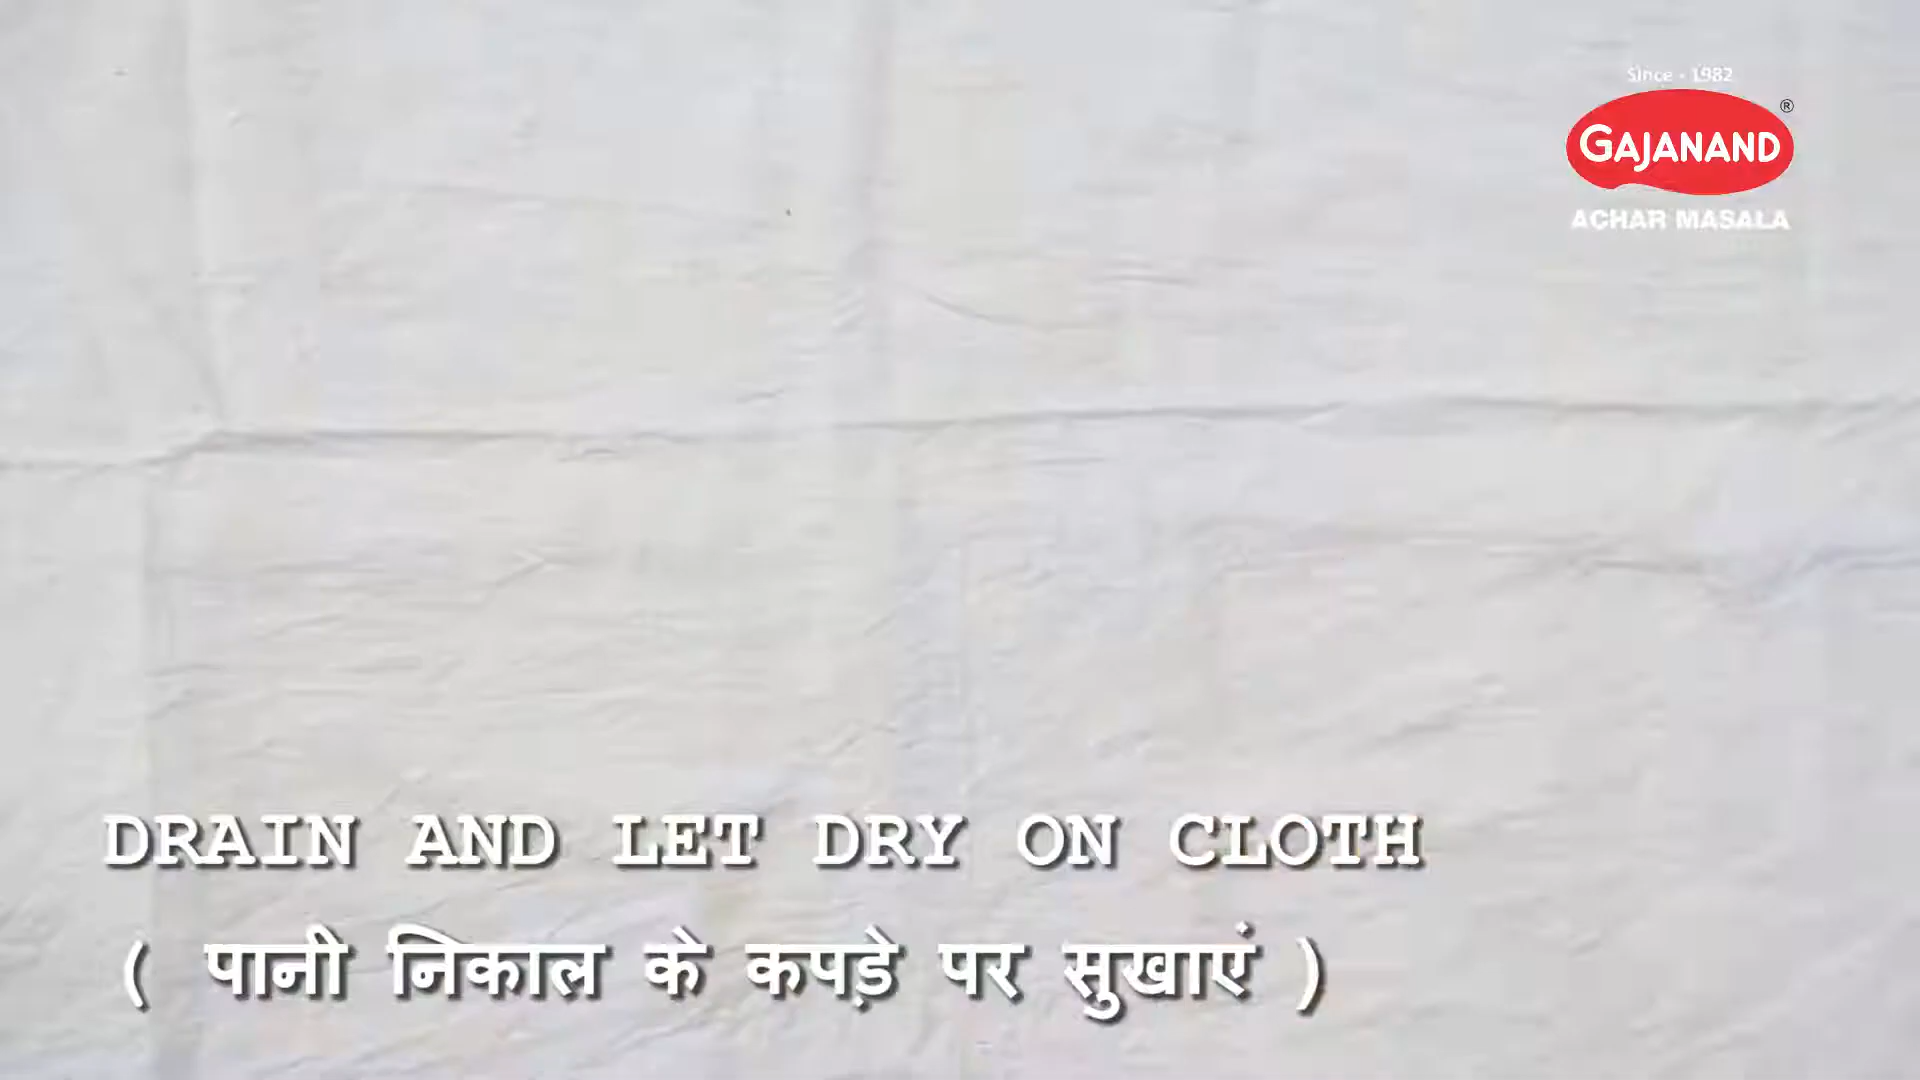 Since - 1982
GAJANAND®
ACHAR MASALA
DRAIN AND LET DRY ON CLOTH
( पानी निकाल के कपड़े पर सुखाएं )